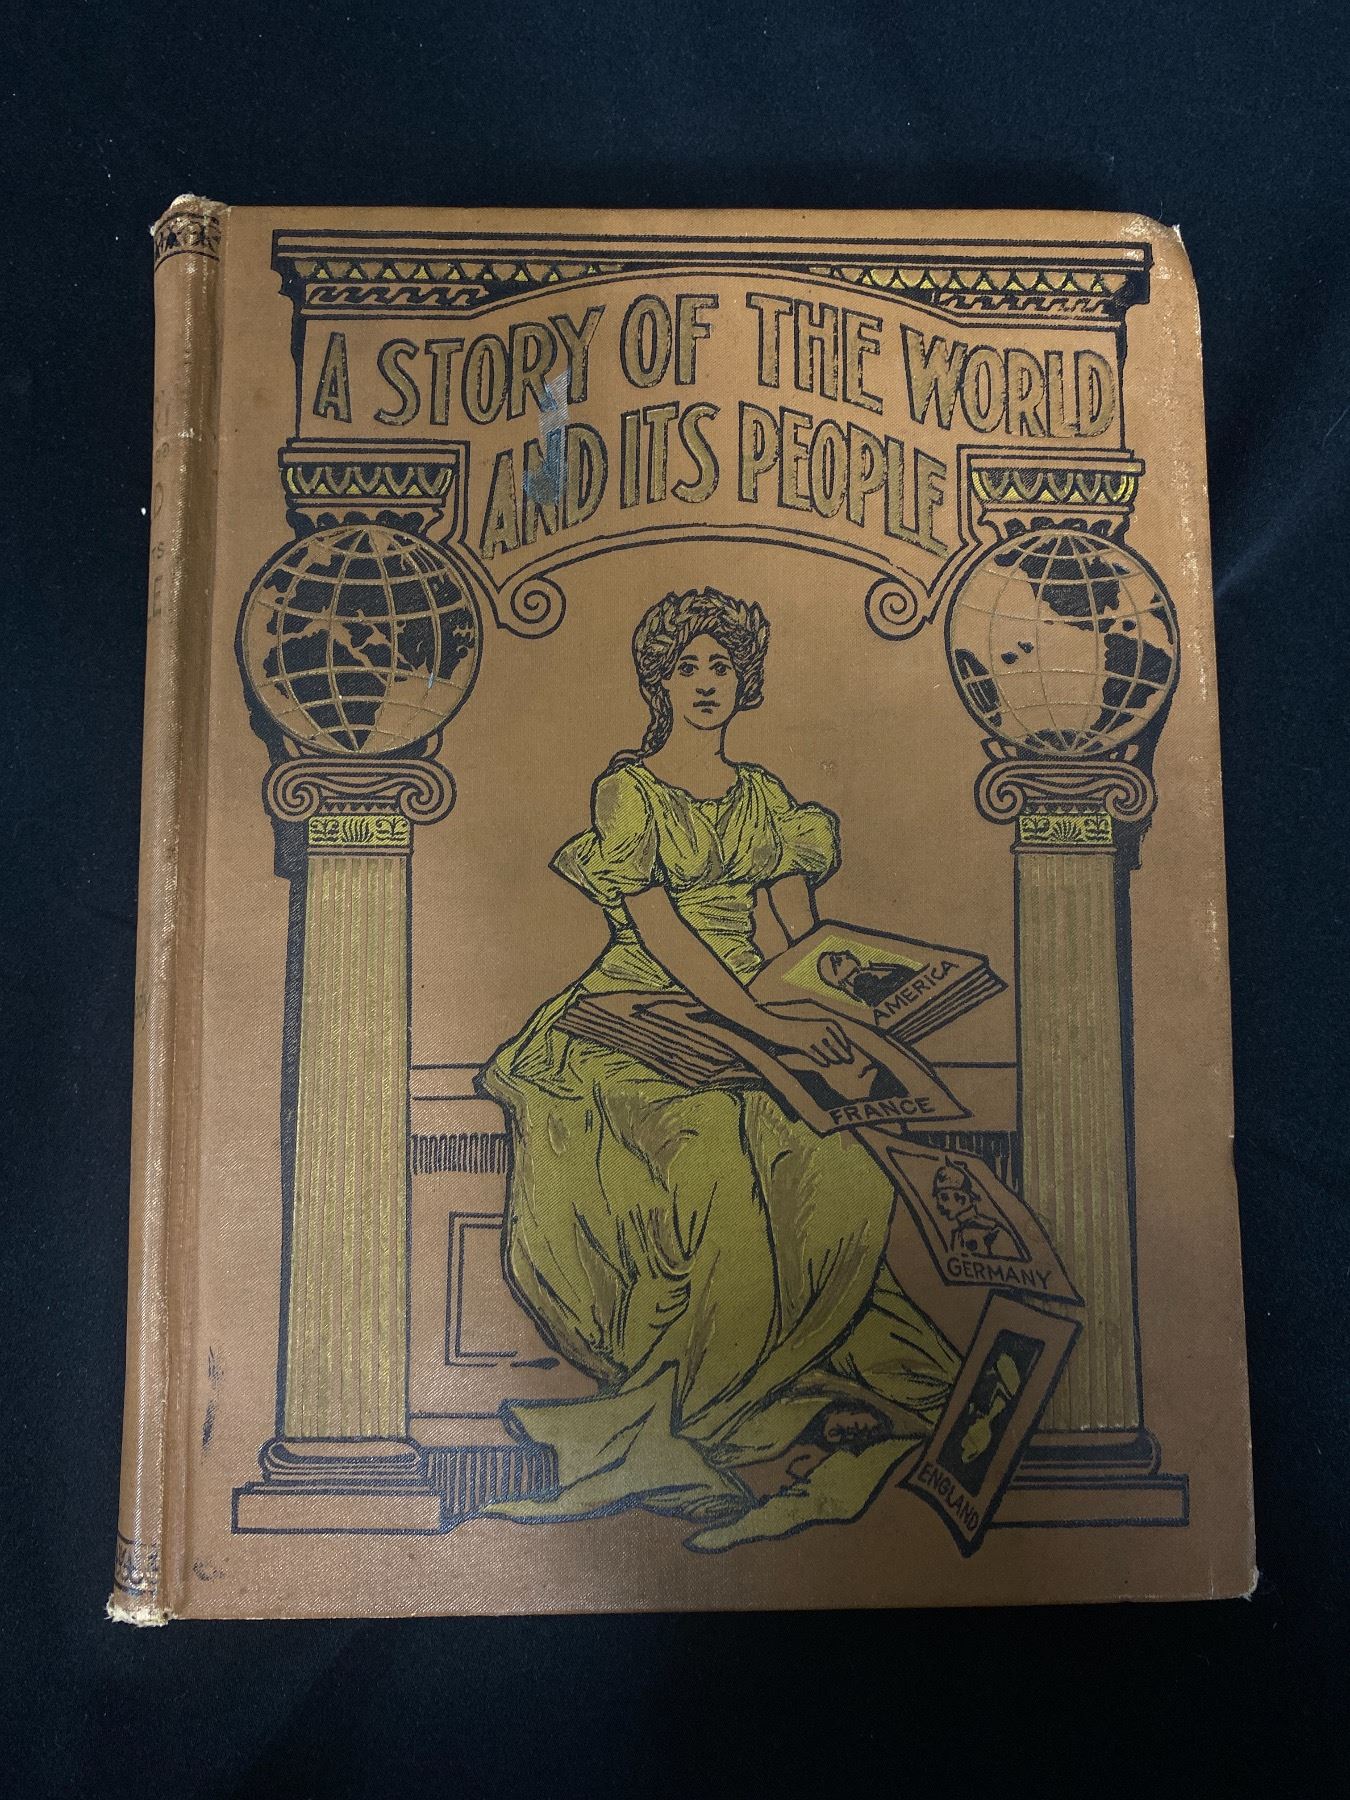 A STORY OF THE WORLD
AND ITS PEOPLE
AMERICA
FRANCE
GERMANY
ENGLAND